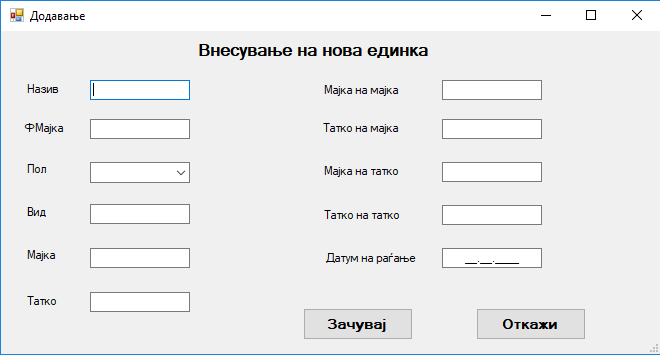 Додавање
Внесување на нова единка
Назив
ФМајка
Пол
Вид
Мајка
Татко
Мајка на мајка
Татко на мајка
Мајка на татко
Татко на татко
Датум на раѓање
__.__.____
Зачувај
Откажи